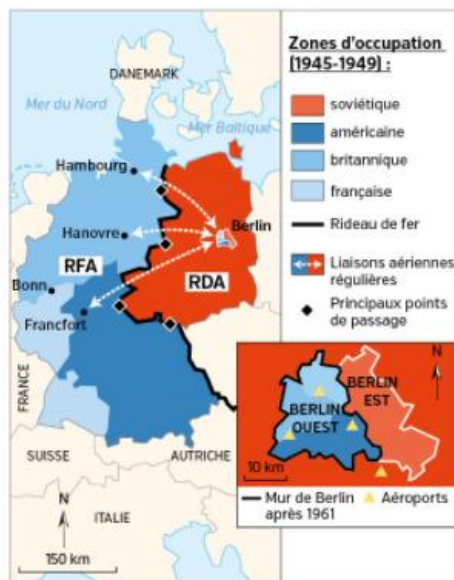 DANEMARK
Mer du Nord
Mer Baltique
Hambourg
Berlin
Hanovre
RFA
RDA
Bonn
Francfort
FRANCE
SUISSE
AUTRICHE
ITALIE
N
150 km
Zones d'occupation
(1945-1949) :
soviétique
américaine
britannique
française
Rideau de fer
Liaisons aériennes
régulières
Principaux points
de passage
N
BERLIN
EST
BERLIN
OUEST
10 km
Mur de Berlin
après 1961
Aéroports